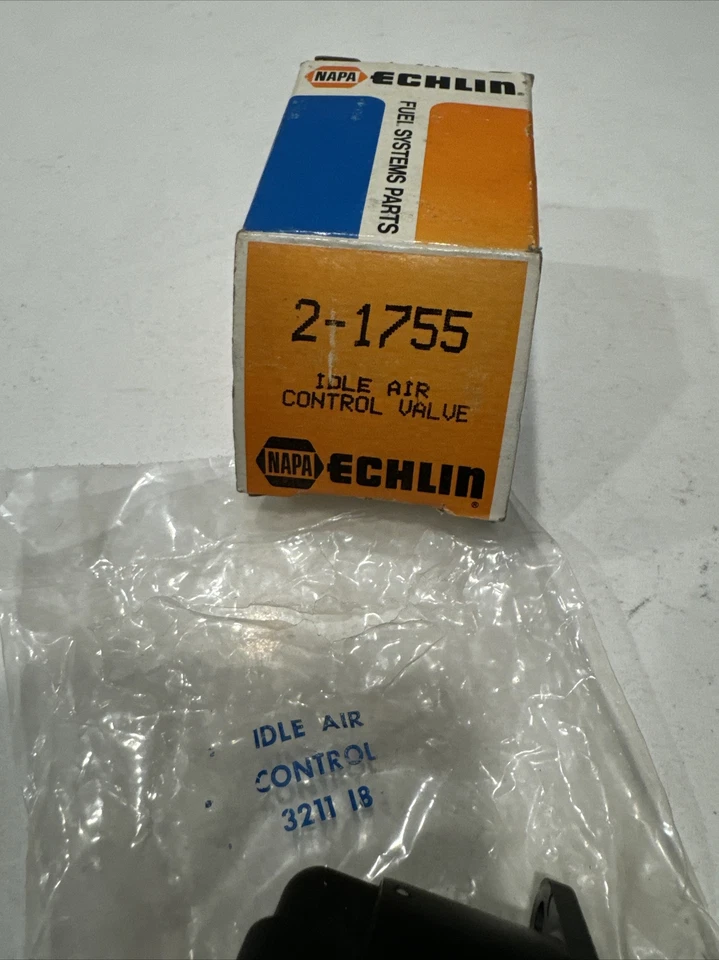 NAPA ECHLIN®
FUEL SYSTEMS PARTS
2-1755
IDLE AIR
CONTROL VALVE
NAPA ECHLIN®
IDLE AIR
CONTROL
3211 18